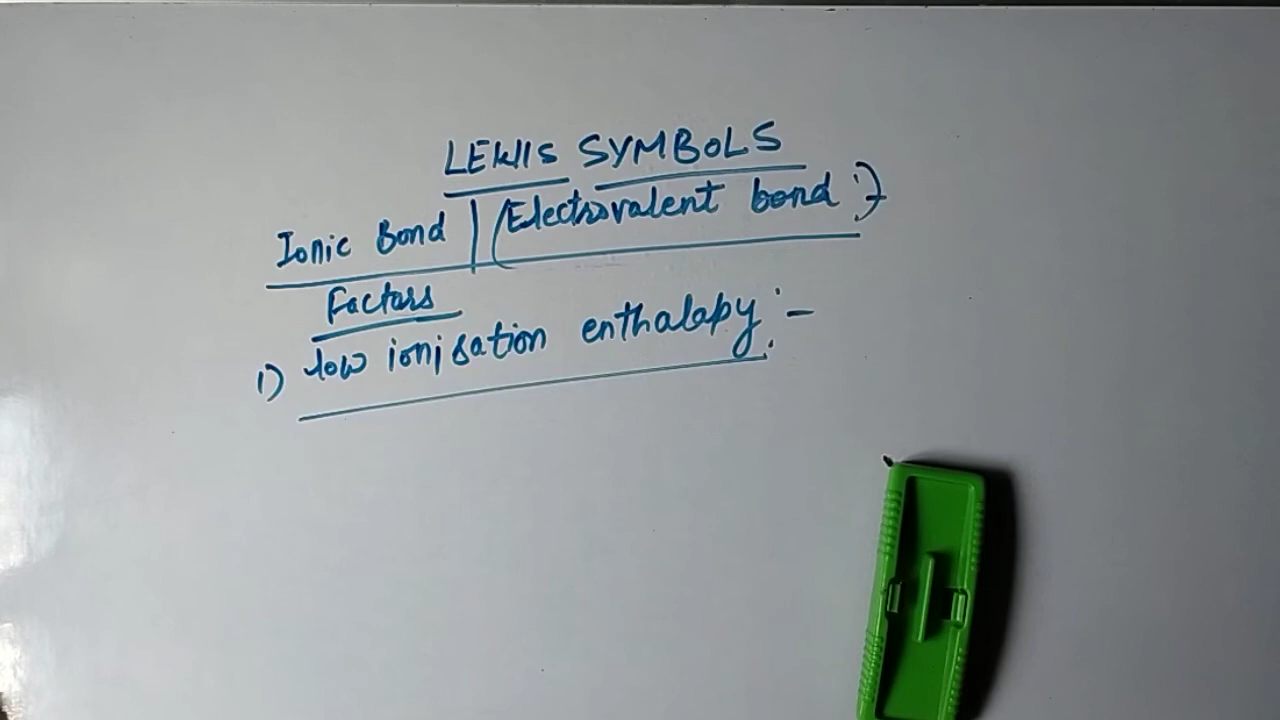 LEWIS SYMBOLS
Ionic Bond | (Electrovalent bond :-)
Factors
1) low ionisation enthalapy :-